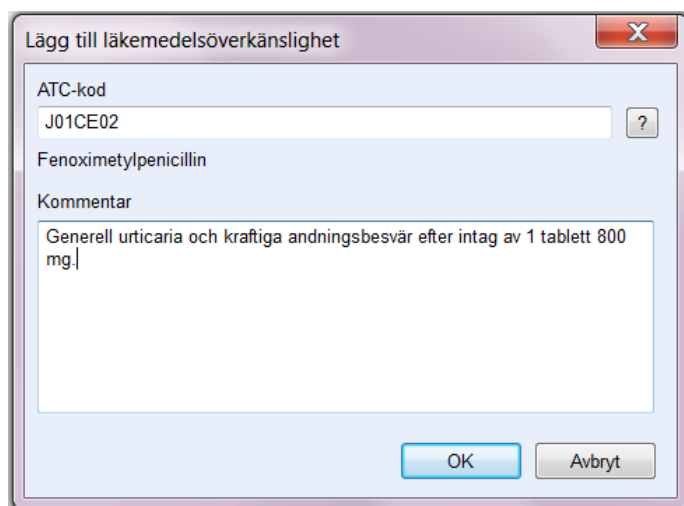 Lägg till läkemedelsöverkänslighet
X
ATC-kod
J01CE02
?
Fenoximetylpenicillin
Kommentar
Generell urticaria och kraftiga andningsbesvär efter intag av 1 tablett 800
mg.
OK
Avbryt